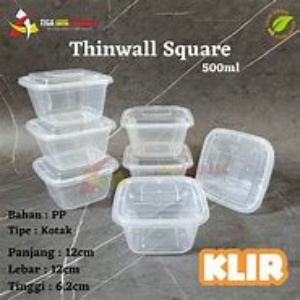 Thinwall Square
500ml
Bahan : PP
Tipe : Kotak
Panjang : 12cm
Lebar : 12cm
Tinggi : 6.2cm
KLIR